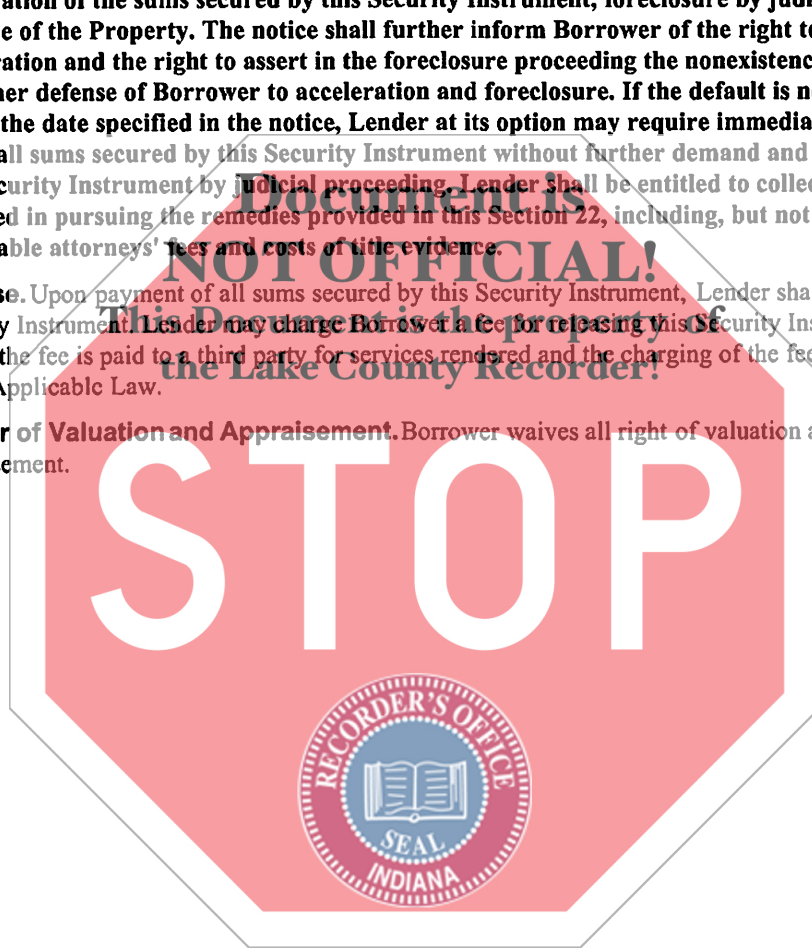 ation of the sums secured by this Security Instrument, foreclosure by judi
e of the Property. The notice shall further inform Borrower of the right to
ration and the right to assert in the foreclosure proceeding the nonexistenc
her defense of Borrower to acceleration and foreclosure. If the default is n
the date specified in the notice, Lender at its option may require immedia
all sums secured by this Security Instrument without further demand and
curity Instrument by judicial proceeding. Lender shall be entitled to collec
ed in pursuing the remedies provided in this Section 22, including, but not
able attorneys' fees and costs of title evidence.
se. Upon payment of all sums secured by this Security Instrument, Lender sha
y Instrument. Lender may charge Borrower a fee for releasing this Security Ins
the fee is paid to a third party for services rendered and the charging of the fee
Applicable Law.
r of Valuation and Appraisement. Borrower waives all right of valuation a
ement.
Document is
NOT OFFICIAL!
This Document is the property of
the Lake County Recorder!
STOP
RECORDER'S OFFICE
SEAL
INDIANA